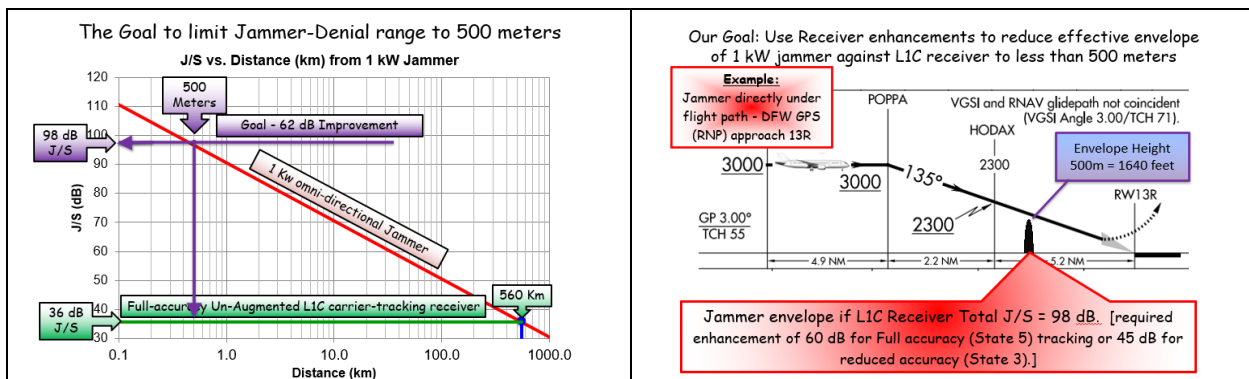 The Goal to limit Jammer-Denial range to 500 meters
J/S vs. Distance (km) from 1 kW Jammer
120
110
100
90
80
70
60
50
40
30
J/S (dB)
500
Meters
Goal - 62 dB Improvement
98 dB
J/S
1 Kw omni-directional Jammer
Full-accuracy Un-Augmented L1C carrier-tracking receiver
560 Km
36 dB
J/S
0.1
1.0
10.0
100.0
1000.0
Distance (km)
Our Goal: Use Receiver enhancements to reduce effective envelope
of 1 kW jammer against L1C receiver to less than 500 meters
Example:
Jammer directly under
flight path - DFW GPS
(RNP) approach 13R
POPPA
VGSI and RNAV glidepath not coincident
(VGSI Angle 3.00/TCH 71).
HODAX
2300
Envelope Height
500m = 1640 feet
3000
3000
135°
2300
RW13R
GP 3.00°
TCH 55
4.9 NM
2.2 NM
5.2 NM
Jammer envelope if L1C Receiver Total J/S = 98 dB. [required
enhancement of 60 dB for Full accuracy (State 5) tracking or 45 dB for
reduced accuracy (State 3).]